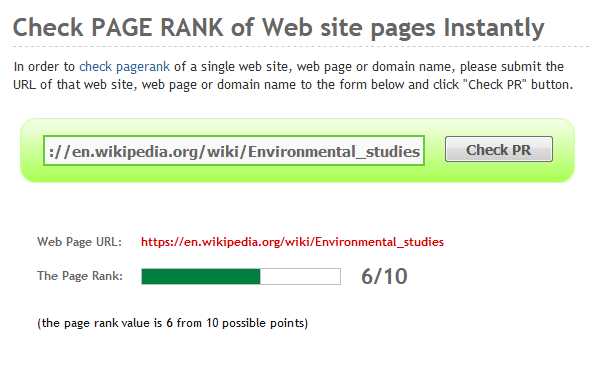 Check PAGE RANK of Web site pages Instantly
In order to check pagerank of a single web site, web page or domain name, please submit the
URL of that web site, web page or domain name to the form below and click "Check PR" button.
://en.wikipedia.org/wiki/Environmental_studies Check PR
Web Page URL: https://en.wikipedia.org/wiki/Environmental_studies
The Page Rank: 6/10
(the page rank value is 6 from 10 possible points)